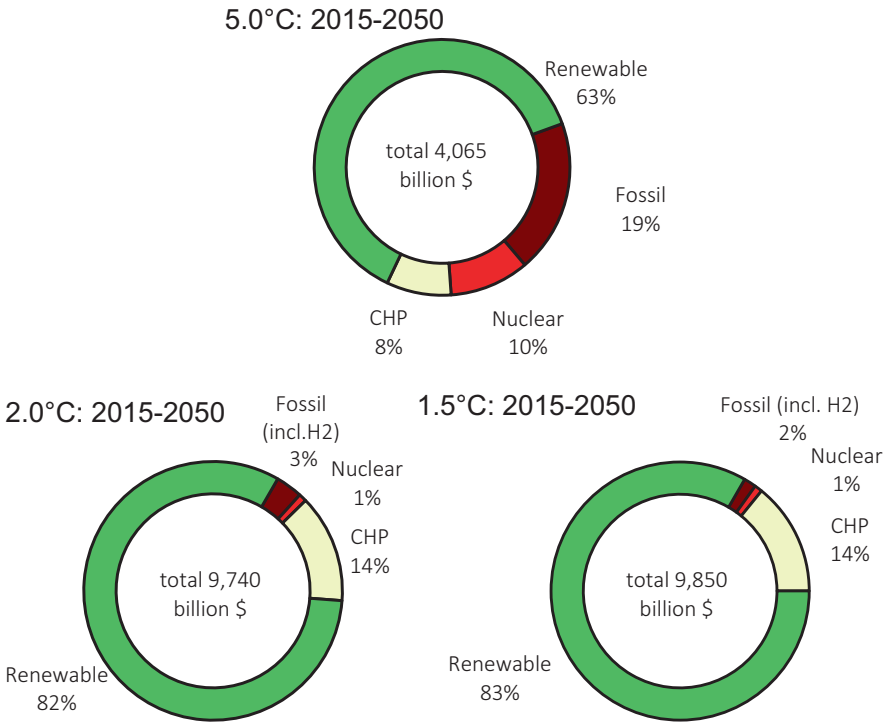 5.0°C: 2015-2050
Renewable
63%
total 4,065
billion $
Fossil
19%
CHP
8%
Nuclear
10%
2.0°C: 2015-2050
Fossil
(incl.H2)
3%
Nuclear
1%
CHP
14%
total 9,740
billion $
Renewable
82%
1.5°C: 2015-2050
Fossil (incl. H2)
2%
Nuclear
1%
CHP
14%
total 9,850
billion $
Renewable
83%